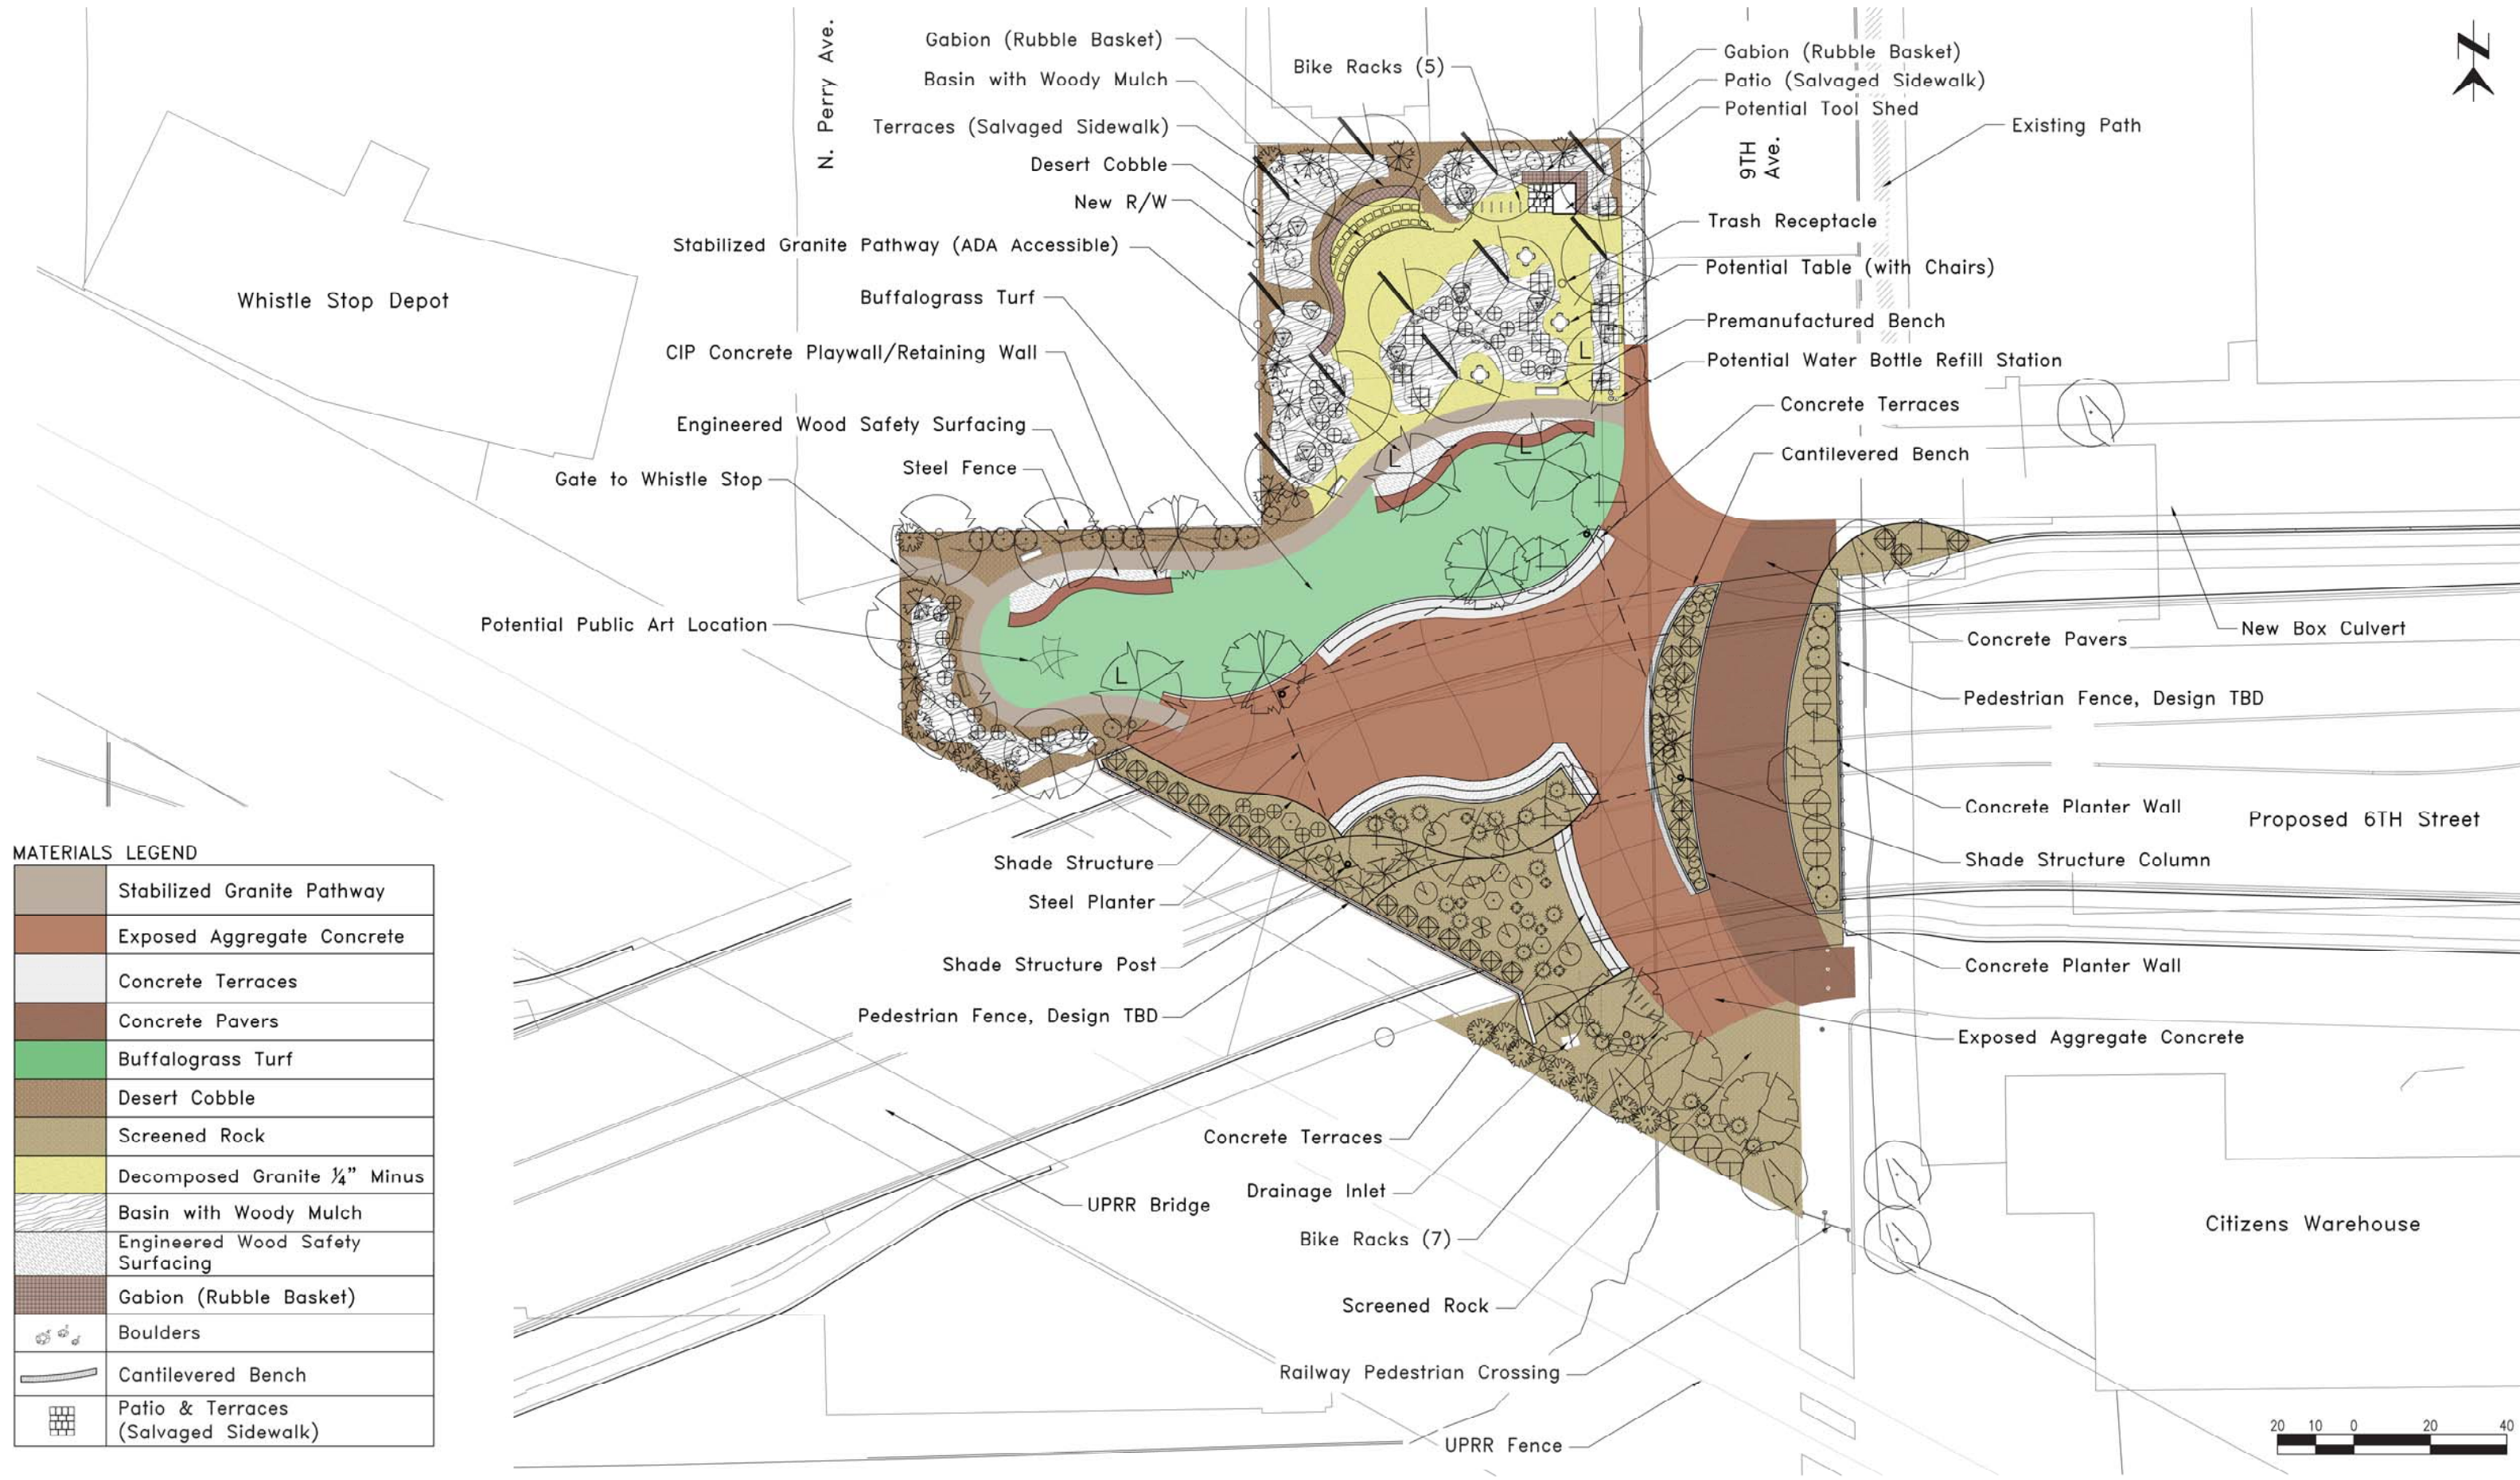 N. Perry Ave.
Gabion (Rubble Basket)
Basin with Woody Mulch
Terraces (Salvaged Sidewalk)
Desert Cobble
New R/W
Stabilized Granite Pathway (ADA Accessible)
Buffalograss Turf
CIP Concrete Playwall/Retaining Wall
Engineered Wood Safety Surfacing
Steel Fence
Gate to Whistle Stop
Potential Public Art Location
Whistle Stop Depot
Bike Racks (5)
Gabion (Rubble Basket)
Patio (Salvaged Sidewalk)
Potential Tool Shed
9TH
Ave.
Existing Path
N
Trash Receptacle
Potential Table (with Chairs)
Premanufactured Bench
Potential Water Bottle Refill Station
Concrete Terraces
Cantilevered Bench
L
L
L
L
New Box Culvert
Concrete Pavers
Pedestrian Fence, Design TBD
Concrete Planter Wall
Proposed 6TH Street
Shade Structure Column
Concrete Planter Wall
Exposed Aggregate Concrete
Citizens Warehouse
Shade Structure
Steel Planter
Shade Structure Post
Pedestrian Fence, Design TBD
Concrete Terraces
UPRR Bridge
Drainage Inlet
Bike Racks (7)
Screened Rock
Railway Pedestrian Crossing
UPRR Fence
20 10 0 20 40
MATERIALS LEGEND
Stabilized Granite Pathway
Exposed Aggregate Concrete
Concrete Terraces
Concrete Pavers
Buffalograss Turf
Desert Cobble
Screened Rock
Decomposed Granite ¼" Minus
Basin with Woody Mulch
Engineered Wood Safety
Surfacing
Gabion (Rubble Basket)
Boulders
Cantilevered Bench
Patio & Terraces
(Salvaged Sidewalk)